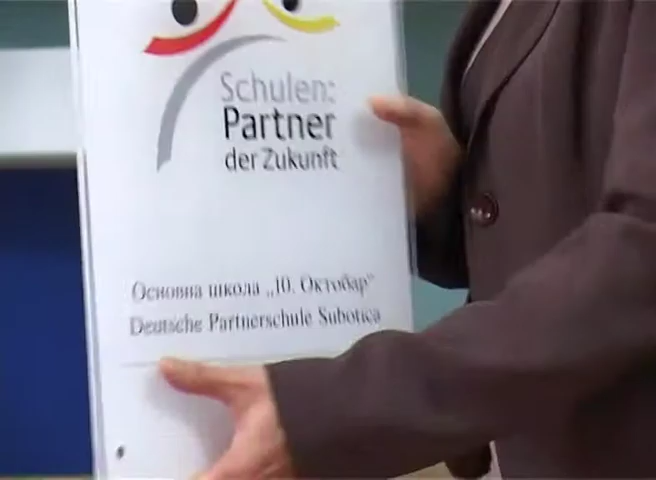 Schulen:
Partner
der Zukunft
Основна школа „10. Октобар”
Deutsche Partnerschule Subotica